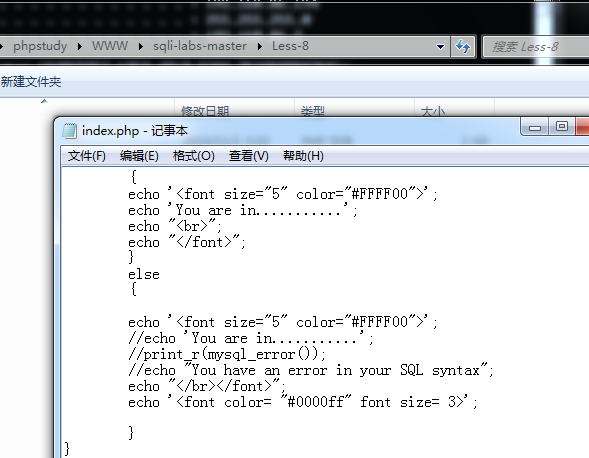 phpstudy ▸ WWW ▸ sqli-labs-master ▸ Less-8
搜索 Less-8
新建文件夹
修改日期 类型 大小
index.php - 记事本
文件(F) 编辑(E) 格式(O) 查看(V) 帮助(H)
{
echo '<font size="5" color="#FFFF00">';
echo 'You are in...........';
echo "<br>";
echo "</font>";
}
else
{
echo '<font size="5" color="#FFFF00">';
//echo 'You are in...........';
//print_r(mysql_error());
//echo "You have an error in your SQL syntax";
echo "</br></font>";
echo '<font color= "#0000ff" font size= 3>';
}
}